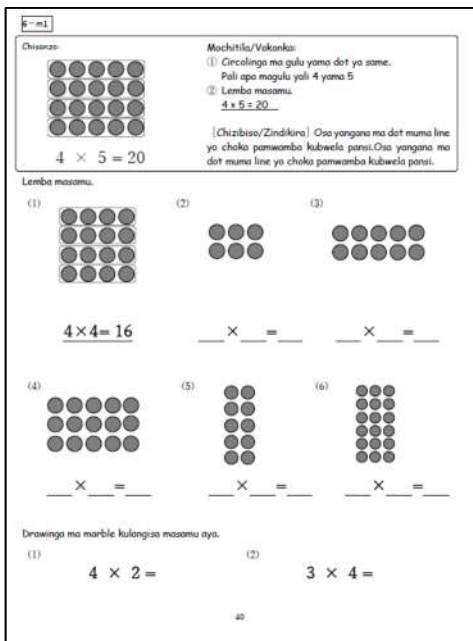 6-m1
Chisanzo:
4 × 5 = 20
Mochitila/Vokonka:
① Circolinga ma gulu yama dot ya same.
Pali apa magulu yali 4 yama 5
② Lemba masamu.
4 x 5 = 20
[Chizibiso/Zindikira] Osa yangana ma dot muma line
yo choka pamwamba kubwela pansi.Osa yangana ma
dot muma line yo choka pamwamba kubwela pansi.
Lemba masamu.
(1)
(2)
(3)
4×4= 16
___×___=___
___×___=___
(4)
(5)
(6)
___×___=___
___×___=___
___×___=___
Drawinga ma marble kulangisa masamu aya.
(1)
(2)
4 × 2 =
3 × 4 =
40